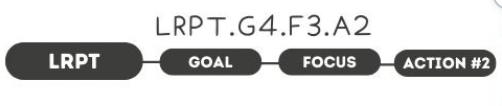 LRPT.G4.F3.A2
LRPT GOAL FOCUS ACTION #2